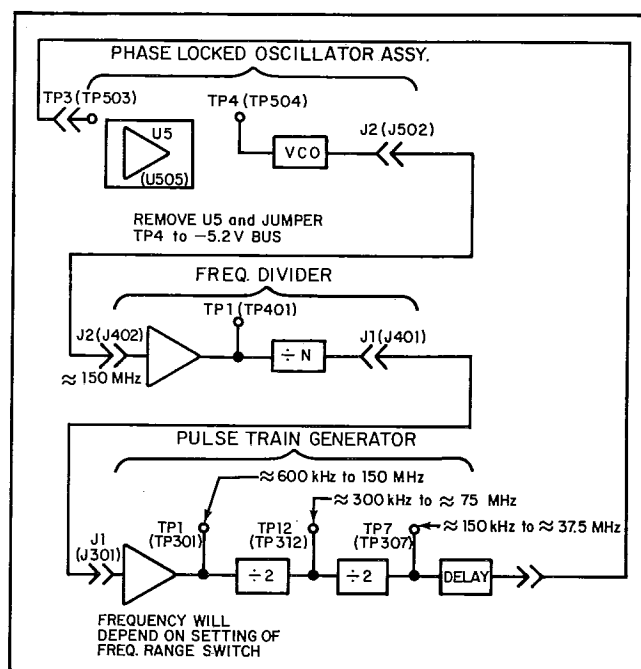 PHASE LOCKED OSCILLATOR ASSY.
TP3 (TP503)
TP4 (TP504)
J2 (J502)
U5
(U505)
VCO
REMOVE U5 and JUMPER
TP4 to −5.2 V BUS
FREQ. DIVIDER
TP1 (TP401)
J2(J402)
J1(J401)
÷ N
≈ 150 MHz
PULSE TRAIN GENERATOR
≈ 600 kHz to 150 MHz
≈ 300 kHz to ≈ 75 MHz
J1
(J301)
TP1
(TP301)
TP12
(TP312)
TP7
(TP307)
≈ 150 kHz to ≈ 37.5 MHz
÷2
÷2
DELAY
FREQUENCY WILL
DEPEND ON SETTING OF
FREQ. RANGE SWITCH